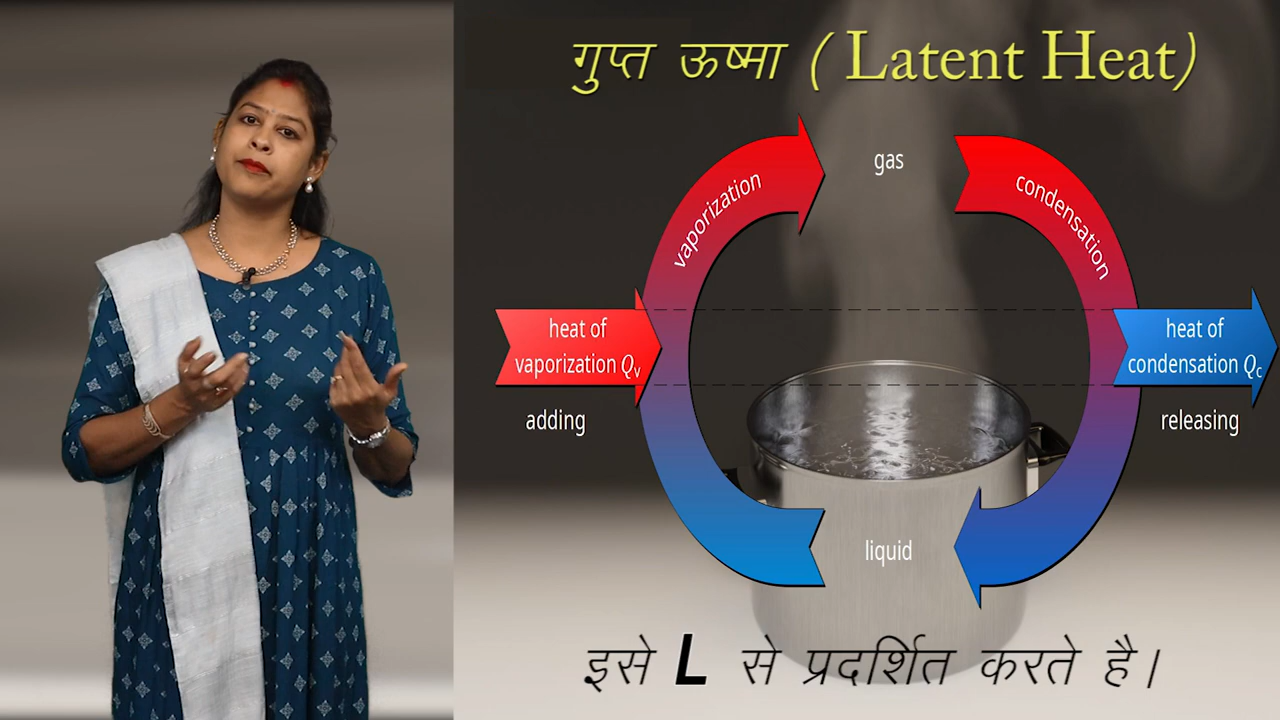 गुप्त ऊष्मा ( Latent Heat)
gas
vaporization
condensation
heat of
vaporization Qv
adding
heat of
condensation Qc
releasing
liquid
इसे L से प्रदर्शित करते है।